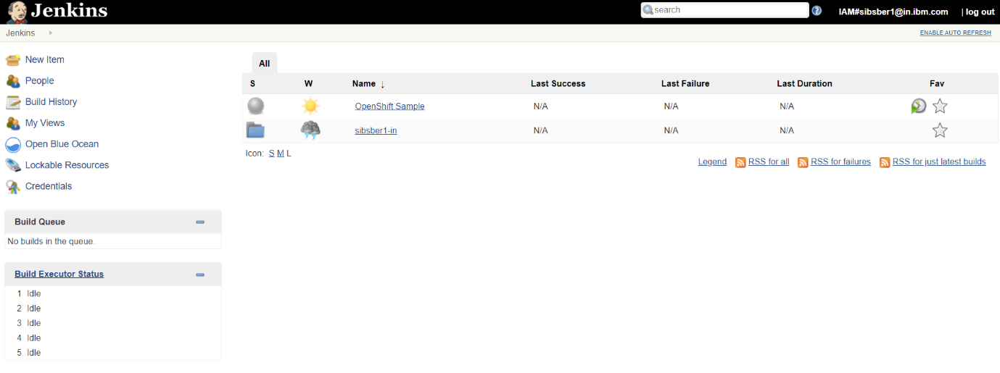 Jenkins
search
IAM#sibsber1@in.ibm.com | log out
Jenkins
ENABLE AUTO REFRESH
New Item
People
Build History
My Views
Open Blue Ocean
Lockable Resources
Credentials
Build Queue
No builds in the queue.
Build Executor Status
1 Idle
2 Idle
3 Idle
4 Idle
5 Idle
All
S W Name ↓ Last Success Last Failure Last Duration Fav
OpenShift Sample N/A N/A N/A
sibsber1-in N/A N/A N/A
Icon: S M L
Legend RSS for all RSS for failures RSS for just latest builds